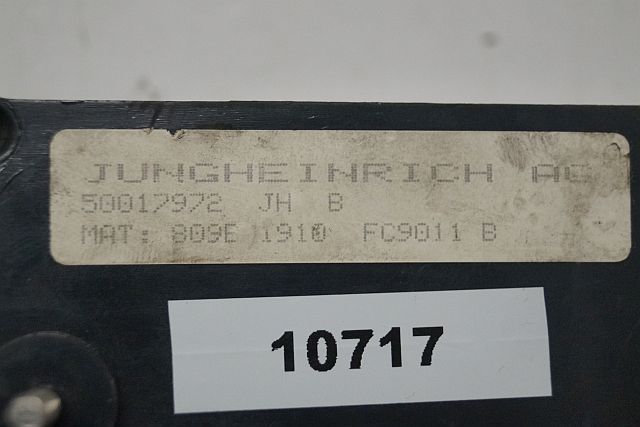 JUNGHEINRICH AG
50017972 JH B
MAT: 809E 1910 FC9011 B
10717